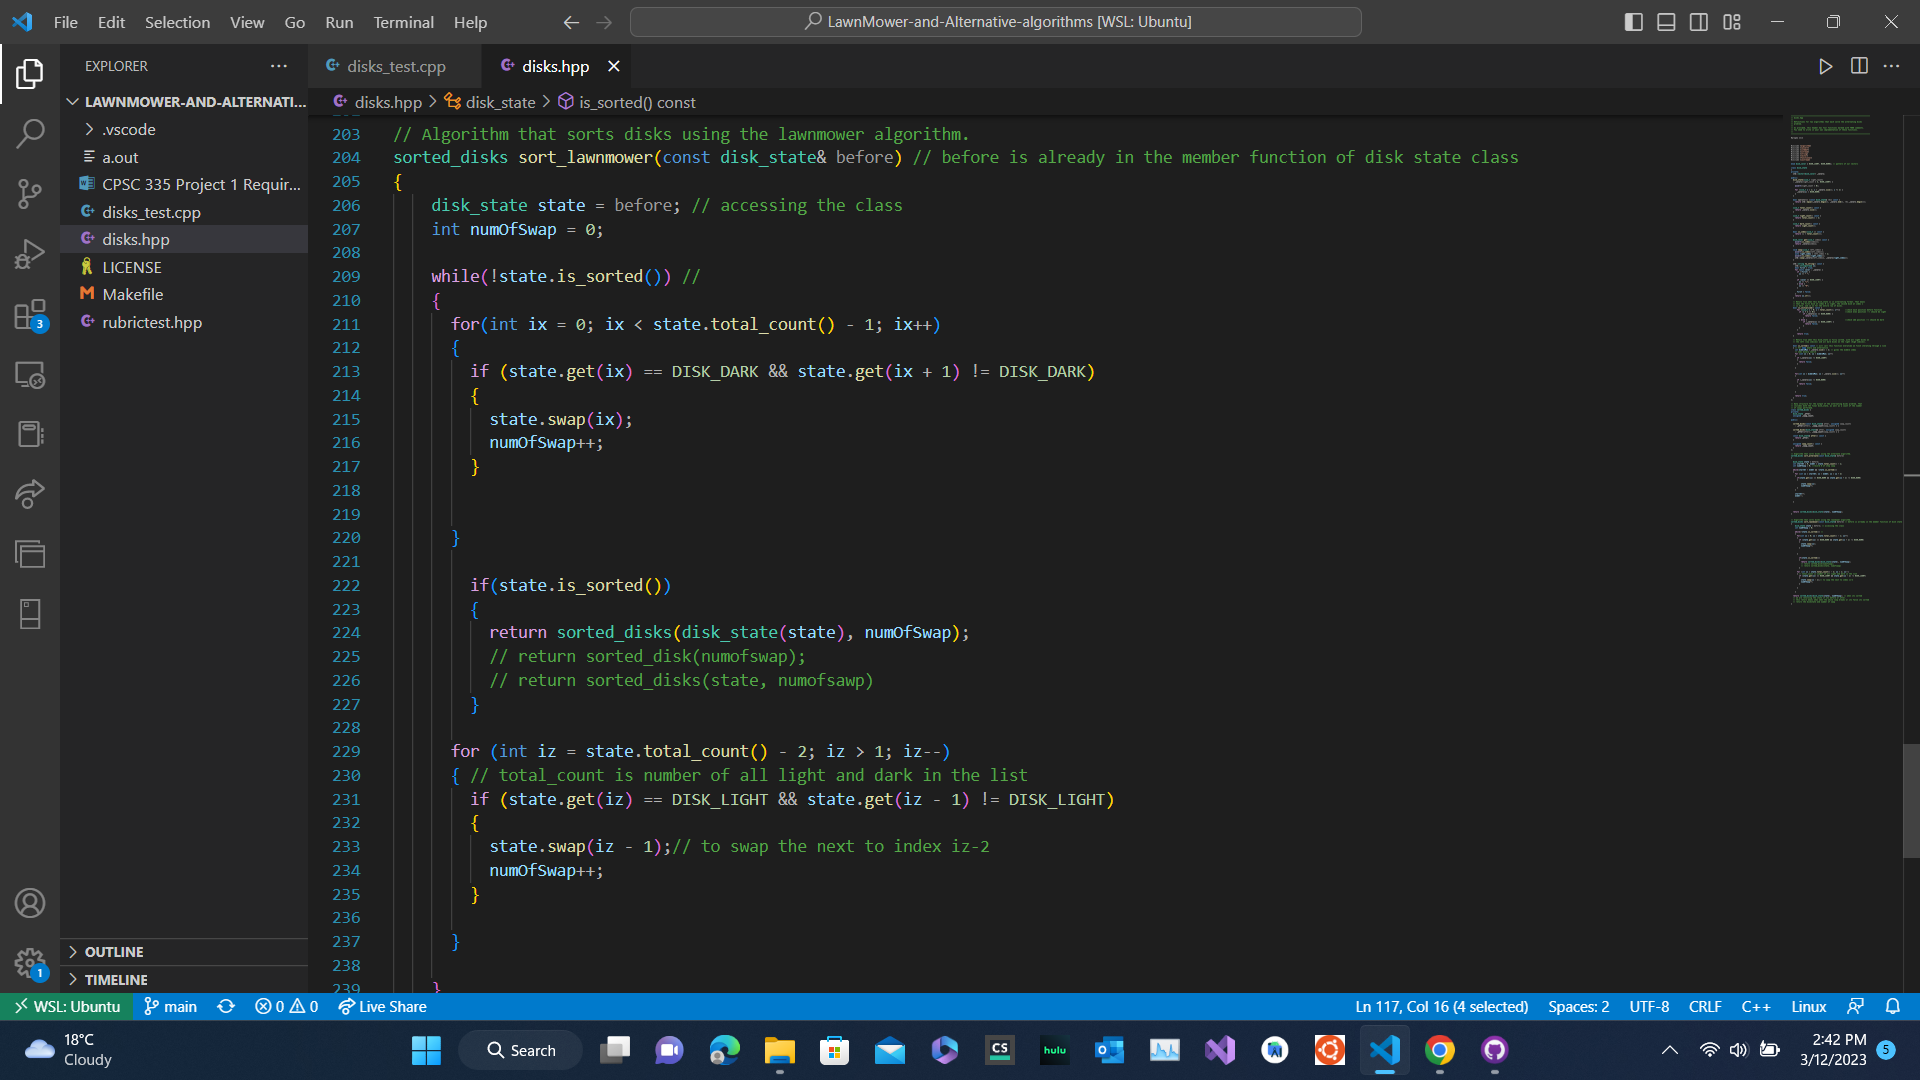 File Edit Selection View Go Run Terminal Help
LawnMower-and-Alternative-algorithms [WSL: Ubuntu]
EXPLORER
disks_test.cpp
disks.hpp
LAWNMOWER-AND-ALTERNATI...
disks.hpp > disk_state > is_sorted() const
.vscode
a.out
CPSC 335 Project 1 Requir...
disks_test.cpp
disks.hpp
LICENSE
Makefile
rubrictest.hpp
3
203 // Algorithm that sorts disks using the lawnmower algorithm.
204 sorted_disks sort_lawnmower(const disk_state& before) // before is already in the member function of disk state class
205 {
206 disk_state state = before; // accessing the class
207 int numOfSwap = 0;
208
209 while(!state.is_sorted()) //
210 {
211 for(int ix = 0; ix < state.total_count() - 1; ix++)
212 {
213 if (state.get(ix) == DISK_DARK && state.get(ix + 1) != DISK_DARK)
214 {
215 state.swap(ix);
216 numOfSwap++;
217 }
218
219
220 }
221
222 if(state.is_sorted())
223 {
224 return sorted_disks(disk_state(state), numOfSwap);
225 // return sorted_disk(numofswap);
226 // return sorted_disks(state, numofsawp)
227 }
228
229 for (int iz = state.total_count() - 2; iz > 1; iz--)
230 { // total_count is number of all light and dark in the list
231 if (state.get(iz) == DISK_LIGHT && state.get(iz - 1) != DISK_LIGHT)
232 {
233 state.swap(iz - 1);// to swap the next to index iz-2
234 numOfSwap++;
235 }
236
237 }
238
239 }
OUTLINE
TIMELINE
1
WSL: Ubuntu main 0 0 Live Share
Ln 117, Col 16 (4 selected) Spaces: 2 UTF-8 CRLF C++ Linux
18°C
Cloudy
Search
CS
hulu
2:42 PM
3/12/2023
5